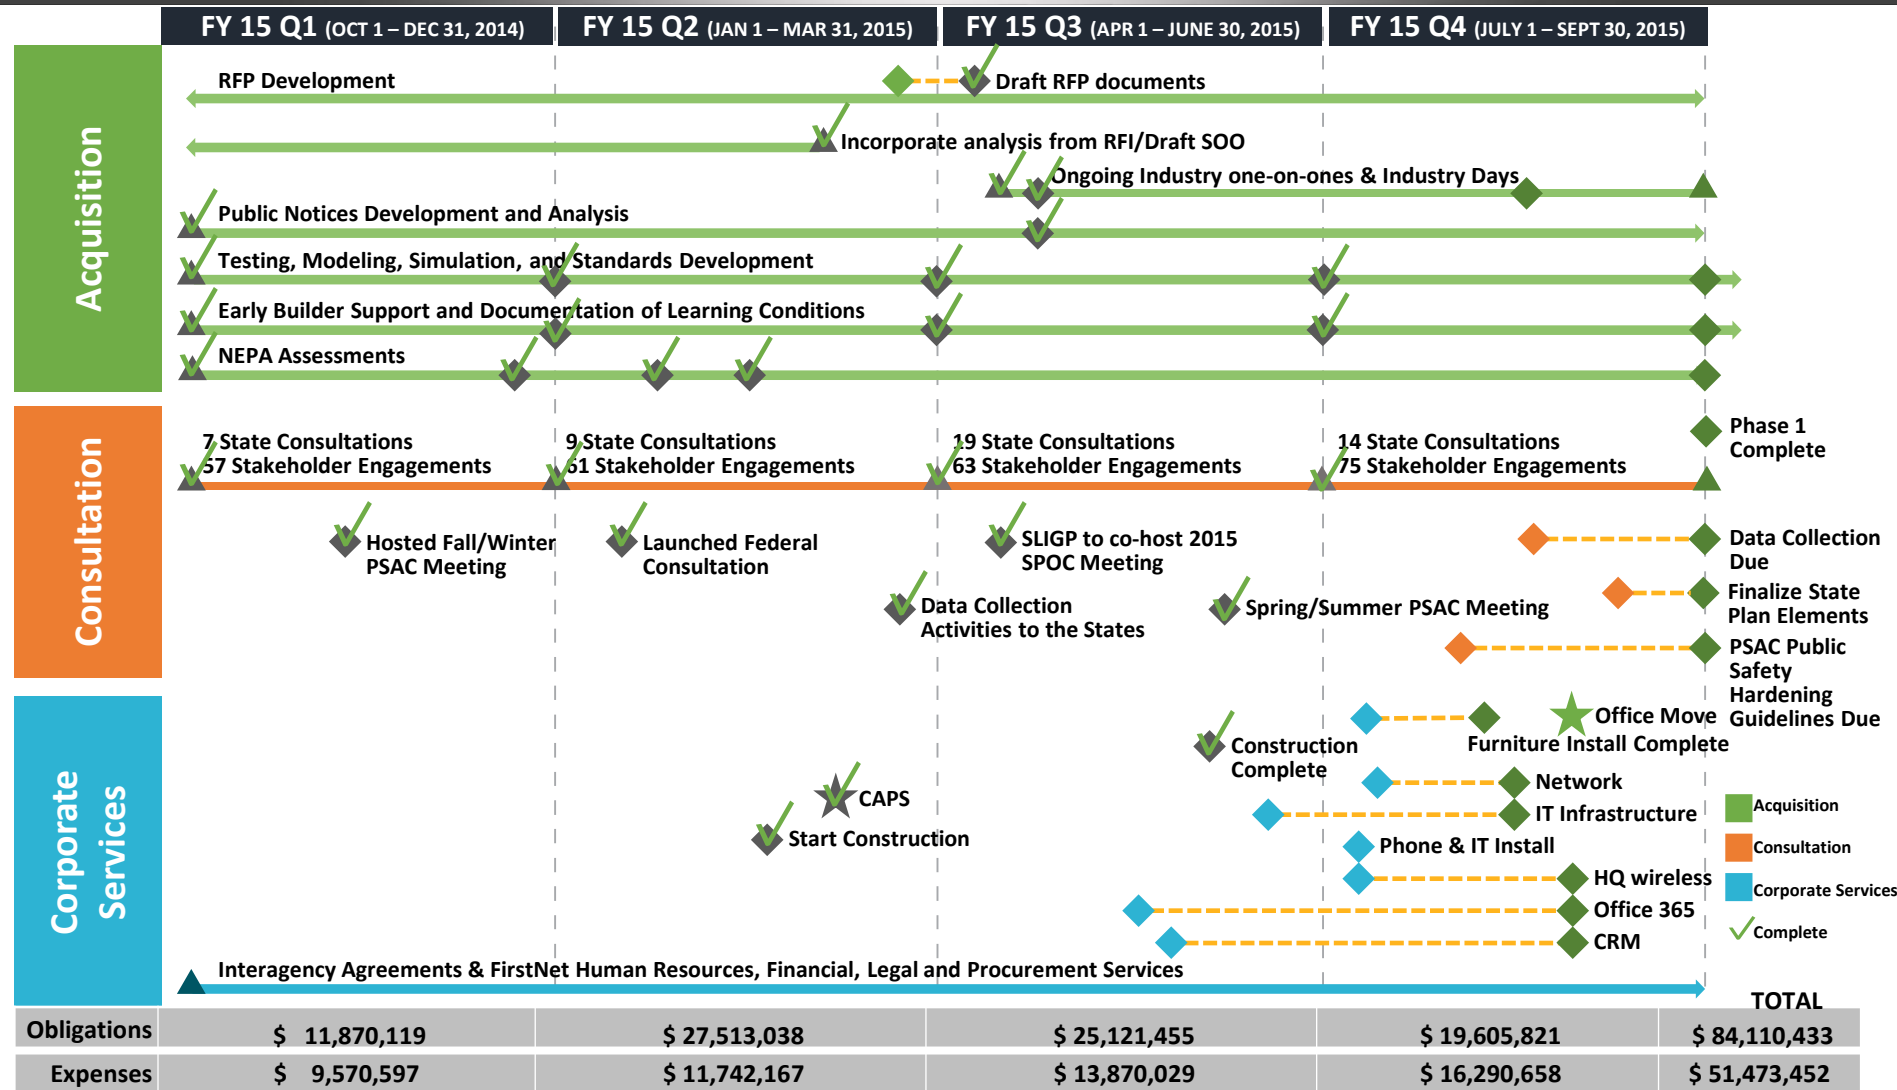 FY 15 Q1 (OCT 1 – DEC 31, 2014)
FY 15 Q2 (JAN 1 – MAR 31, 2015)
FY 15 Q3 (APR 1 – JUNE 30, 2015)
FY 15 Q4 (JULY 1 – SEPT 30, 2015)
Acquisition
RFP Development
Draft RFP documents
Incorporate analysis from RFI/Draft SOO
Ongoing Industry one-on-ones & Industry Days
Public Notices Development and Analysis
Testing, Modeling, Simulation, and Standards Development
Early Builder Support and Documentation of Learning Conditions
NEPA Assessments
Consultation
7 State Consultations
57 Stakeholder Engagements
9 State Consultations
61 Stakeholder Engagements
19 State Consultations
63 Stakeholder Engagements
14 State Consultations
75 Stakeholder Engagements
Phase 1
Complete
Hosted Fall/Winter
PSAC Meeting
Launched Federal
Consultation
SLIGP to co-host 2015
SPOC Meeting
Data Collection
Due
Data Collection
Activities to the States
Spring/Summer PSAC Meeting
Finalize State
Plan Elements
PSAC Public
Safety
Hardening
Guidelines Due
Corporate
Services
Office Move
Furniture Install Complete
Construction
Complete
CAPS
Start Construction
Network
IT Infrastructure
Phone & IT Install
HQ wireless
Office 365
CRM
Interagency Agreements & FirstNet Human Resources, Financial, Legal and Procurement Services
Acquisition
Consultation
Corporate Services
Complete
TOTAL
Obligations $ 11,870,119 $ 27,513,038 $ 25,121,455 $ 19,605,821 $ 84,110,433
Expenses $ 9,570,597 $ 11,742,167 $ 13,870,029 $ 16,290,658 $ 51,473,452